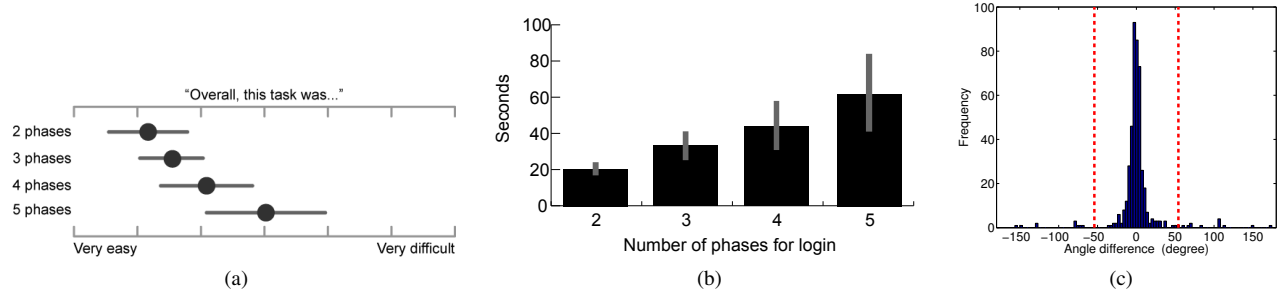 “Overall, this task was...”
2 phases
3 phases
4 phases
5 phases
Very easy Very difficult
(a)
100
80
60
40
20
0
Seconds
2 3 4 5
Number of phases for login
(b)
100
80
60
40
20
0
Frequency
−150 −100 −50 0 50 100 150
Angle difference (degree)
(c)